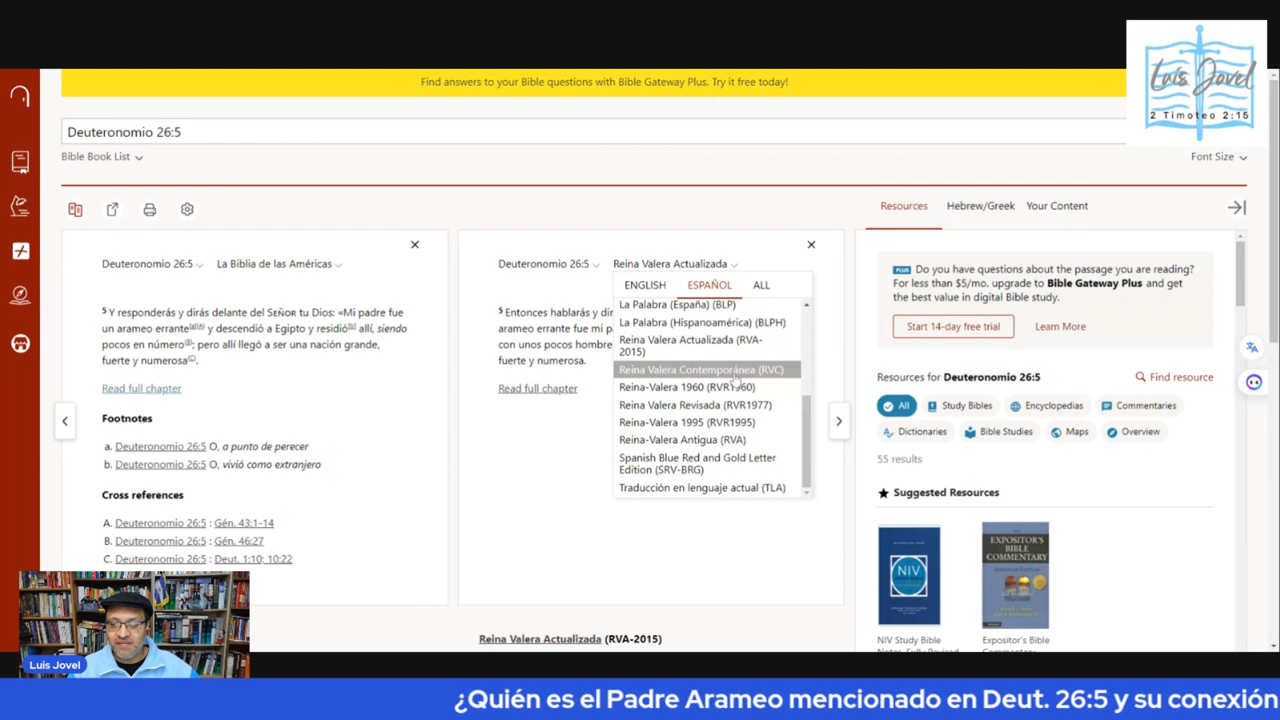 Find answers to your Bible questions with Bible Gateway Plus. Try it free today!
Luis Jovel
2 Timoteo 2:15
Deuteronomio 26:5
Bible Book List
Font Size
Resources
Hebrew/Greek
Your Content
Deuteronomio 26:5
La Biblia de las Américas
5 Y responderás y dirás delante del SEÑOR tu Dios: «Mi padre fue
un arameo errante[a][A] y descendió a Egipto y residió[b] allí, siendo
pocos en número[B]; pero allí llegó a ser una nación grande,
fuerte y numerosa[C].
Read full chapter
Footnotes
a. Deuteronomio 26:5 O, a punto de perecer
b. Deuteronomio 26:5 O, vivió como extranjero
Cross references
A. Deuteronomio 26:5 : Gén. 43:1-14
B. Deuteronomio 26:5 : Gén. 46:27
C. Deuteronomio 26:5 : Deut. 1:10; 10:22
Deuteronomio 26:5
Reina Valera Actualizada
5 Entonces hablarás y dir
arameo errante fue mi p
con unos pocos hombre
fuerte y numerosa.
Read full chapter
ENGLISH
ESPAÑOL
ALL
La Palabra (España) (BLP)
La Palabra (Hispanoamérica) (BLPH)
Reina Valera Actualizada (RVA-
2015)
Reina Valera Contemporánea (RVC)
Reina-Valera 1960 (RVR1960)
Reina Valera Revisada (RVR1977)
Reina-Valera 1995 (RVR1995)
Reina-Valera Antigua (RVA)
Spanish Blue Red and Gold Letter
Edition (SRV-BRG)
Traducción en lenguaje actual (TLA)
Reina Valera Actualizada (RVA-2015)
PLUS Do you have questions about the passage you are reading?
For less than $5/mo. upgrade to Bible Gateway Plus and get
the best value in digital Bible study.
Start 14-day free trial
Learn More
Resources for Deuteronomio 26:5
Find resource
All
Study Bibles
Encyclopedias
Commentaries
Dictionaries
Bible Studies
Maps
Overview
55 results
Suggested Resources
NIV
EXPOSITOR'S
BIBLE
COMMENTARY
NIV Study Bible
Notes, Fully Revised
Expositor's Bible
Commentary
Luis Jovel
¿Quién es el Padre Arameo mencionado en Deut. 26:5 y su conexión